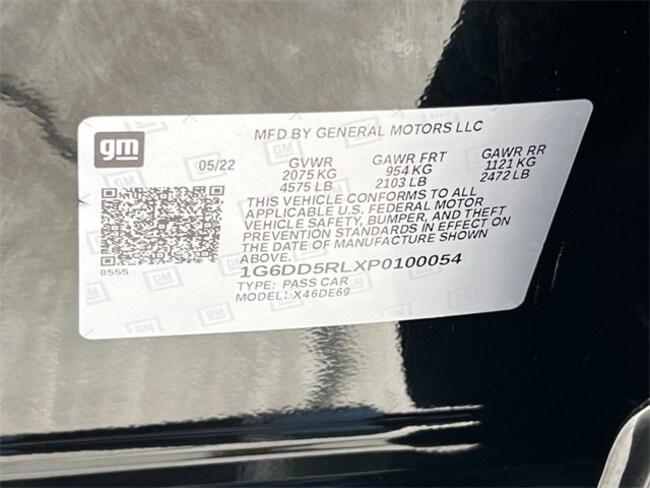 gm
MFD BY GENERAL MOTORS LLC
05/22 GVWR GAWR FRT GAWR RR
2075 KG 954 KG 1121 KG
4575 LB 2103 LB 2472 LB
THIS VEHICLE CONFORMS TO ALL
APPLICABLE U.S. FEDERAL MOTOR
VEHICLE SAFETY, BUMPER, AND THEFT
PREVENTION STANDARDS IN EFFECT ON
THE DATE OF MANUFACTURE SHOWN
ABOVE.
8555
1G6DD5RLXP0100054
TYPE: PASS CAR
MODEL: X46DE69